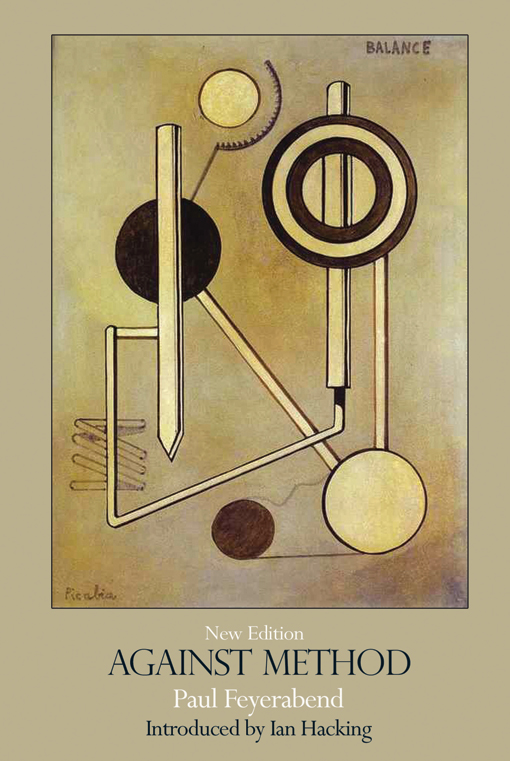 BALANCE
Picabia
New Edition
AGAINST METHOD
Paul Feyerabend
Introduced by Ian Hacking